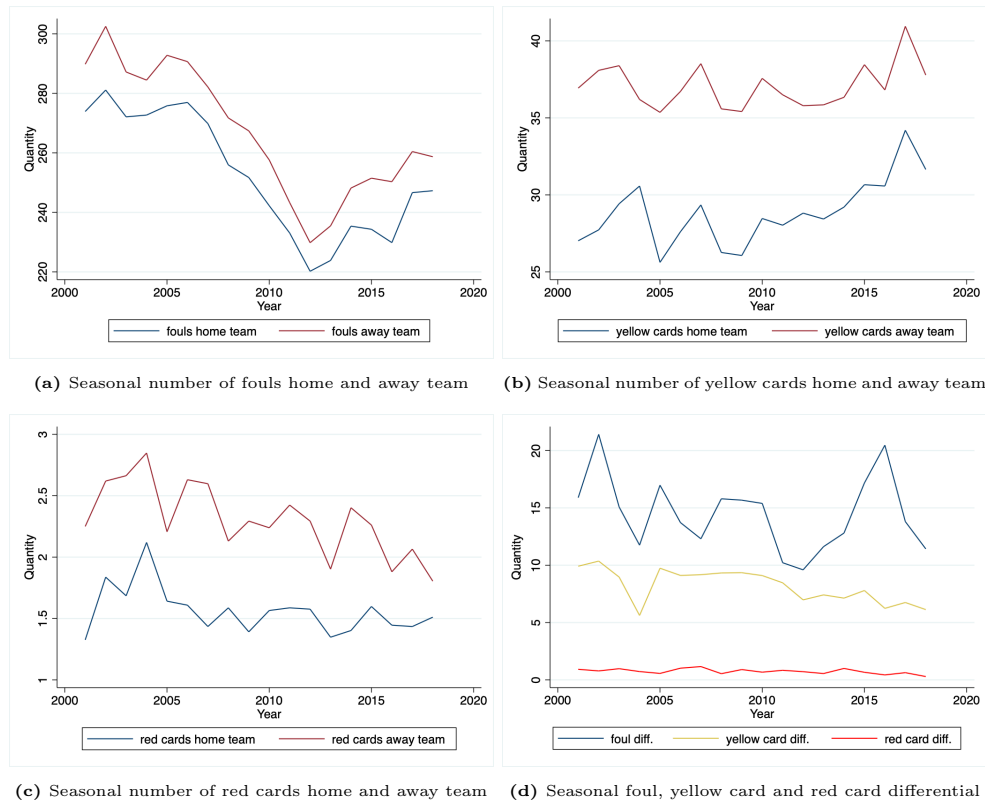 300
280
260
240
220
Quantity
2000
2005
2010
2015
2020
Year
fouls home team
fouls away team
(a) Seasonal number of fouls home and away team
40
35
30
25
Quantity
2000
2005
2010
2015
2020
Year
yellow cards home team
yellow cards away team
(b) Seasonal number of yellow cards home and away team
3
2.5
2
1.5
1
Quantity
2000
2005
2010
2015
2020
Year
red cards home team
red cards away team
(c) Seasonal number of red cards home and away team
20
15
10
5
0
Quantity
2000
2005
2010
2015
2020
Year
foul diff.
yellow card diff.
red card diff.
(d) Seasonal foul, yellow card and red card differential